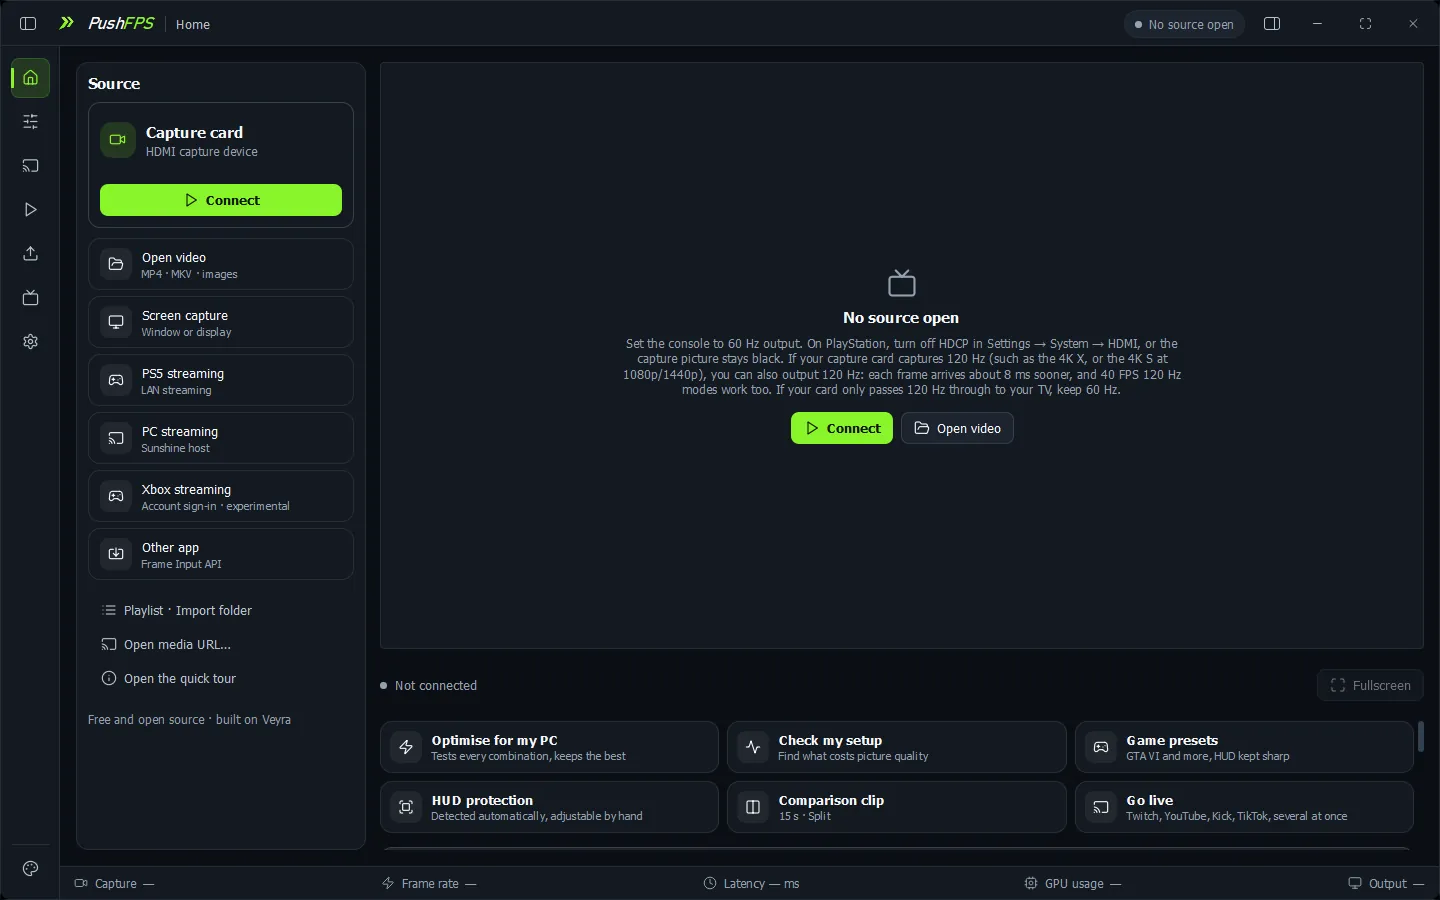 PushFPS
Home
No source open
Source
Capture card
HDMI capture device
Connect
Open video
MP4 · MKV · images
Screen capture
Window or display
PS5 streaming
LAN streaming
PC streaming
Sunshine host
Xbox streaming
Account sign-in · experimental
Other app
Frame Input API
Playlist · Import folder
Open media URL...
Open the quick tour
Free and open source · built on Veyra
No source open
Set the console to 60 Hz output. On PlayStation, turn off HDCP in Settings → System → HDMI, or the
capture picture stays black. If your capture card captures 120 Hz (such as the 4K X, or the 4K S at
1080p/1440p), you can also output 120 Hz: each frame arrives about 8 ms sooner, and 40 FPS 120 Hz
modes work too. If your card only passes 120 Hz through to your TV, keep 60 Hz.
Connect
Open video
Not connected
Fullscreen
Optimise for my PC
Tests every combination, keeps the best
Check my setup
Find what costs picture quality
Game presets
GTA VI and more, HUD kept sharp
HUD protection
Detected automatically, adjustable by hand
Comparison clip
15 s · Split
Go live
Twitch, YouTube, Kick, TikTok, several at once
Capture —
Frame rate —
Latency — ms
GPU usage —
Output —